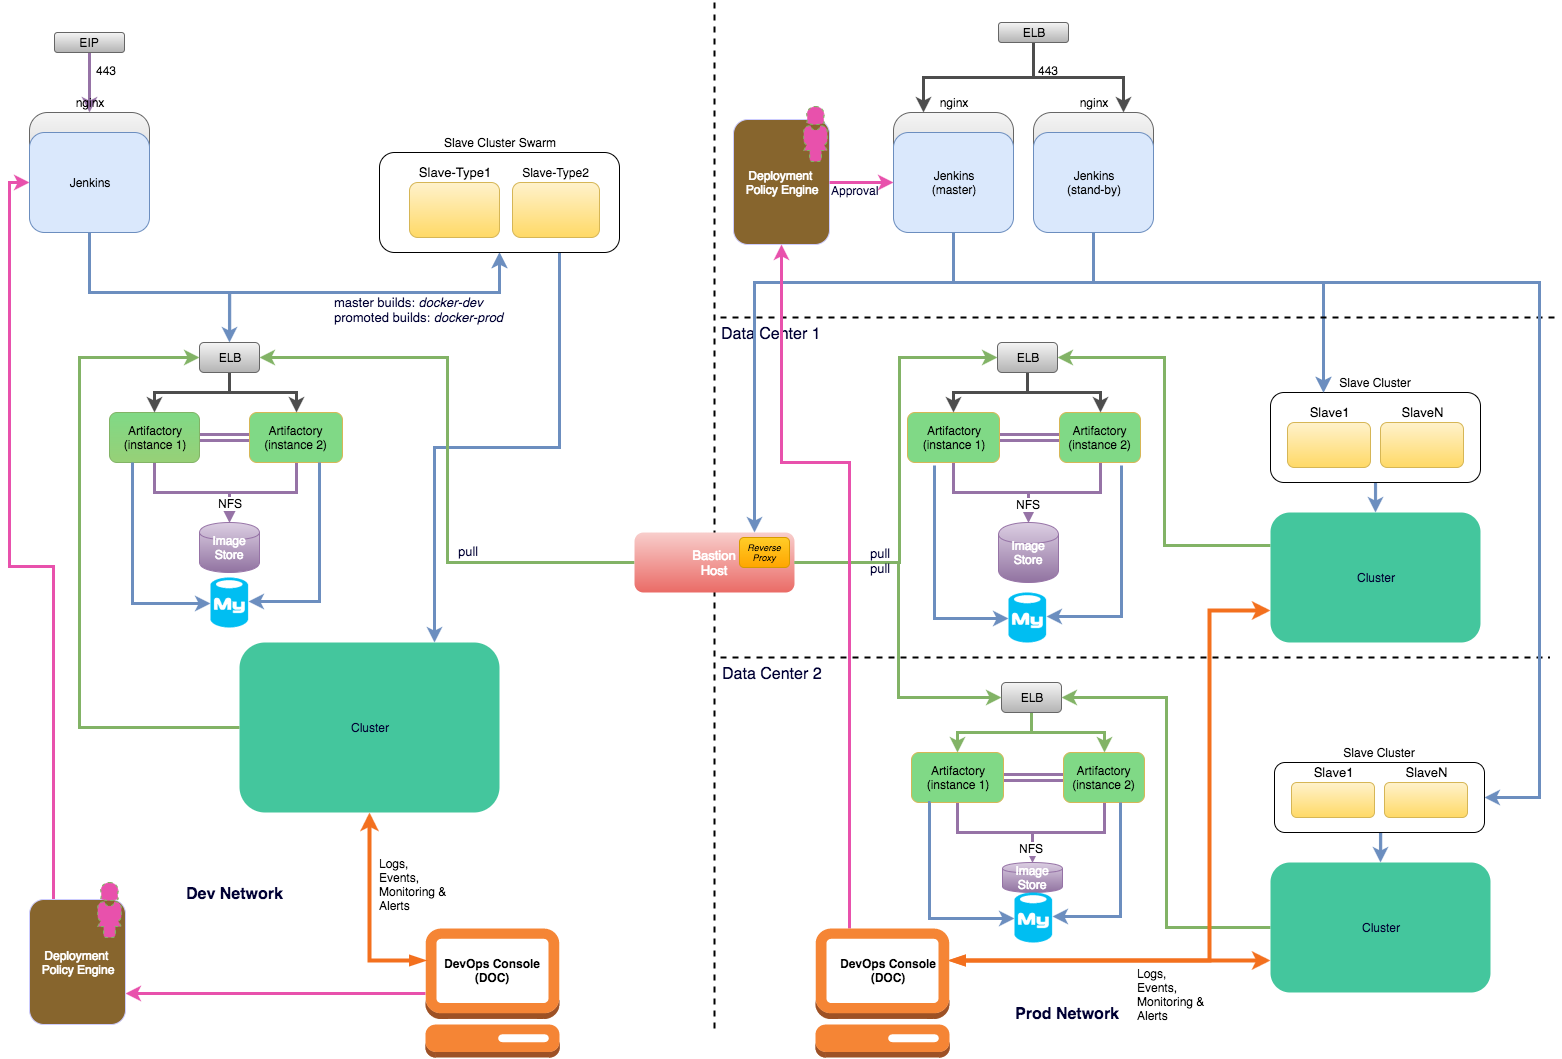 EIP
443
nginx
Jenkins
Slave Cluster Swarm
Slave-Type1
Slave-Type2
master builds: docker-dev
promoted builds: docker-prod
ELB
Artifactory
(instance 1)
Artifactory
(instance 2)
NFS
Image
Store
My
pull
Cluster
Logs,
Events,
Monitoring &
Alerts
Dev Network
Deployment
Policy Engine
DevOps Console
(DOC)
Bastion
Host
Reverse
Proxy
ELB
443
nginx
nginx
Deployment
Policy Engine
Approval
Jenkins
(master)
Jenkins
(stand-by)
Data Center 1
ELB
Artifactory
(instance 1)
Artifactory
(instance 2)
NFS
Image
Store
My
pull
pull
Slave Cluster
Slave1
SlaveN
Cluster
Data Center 2
ELB
Artifactory
(instance 1)
Artifactory
(instance 2)
NFS
Image
Store
My
Slave Cluster
Slave1
SlaveN
Cluster
DevOps Console
(DOC)
Logs,
Events,
Monitoring &
Alerts
Prod Network